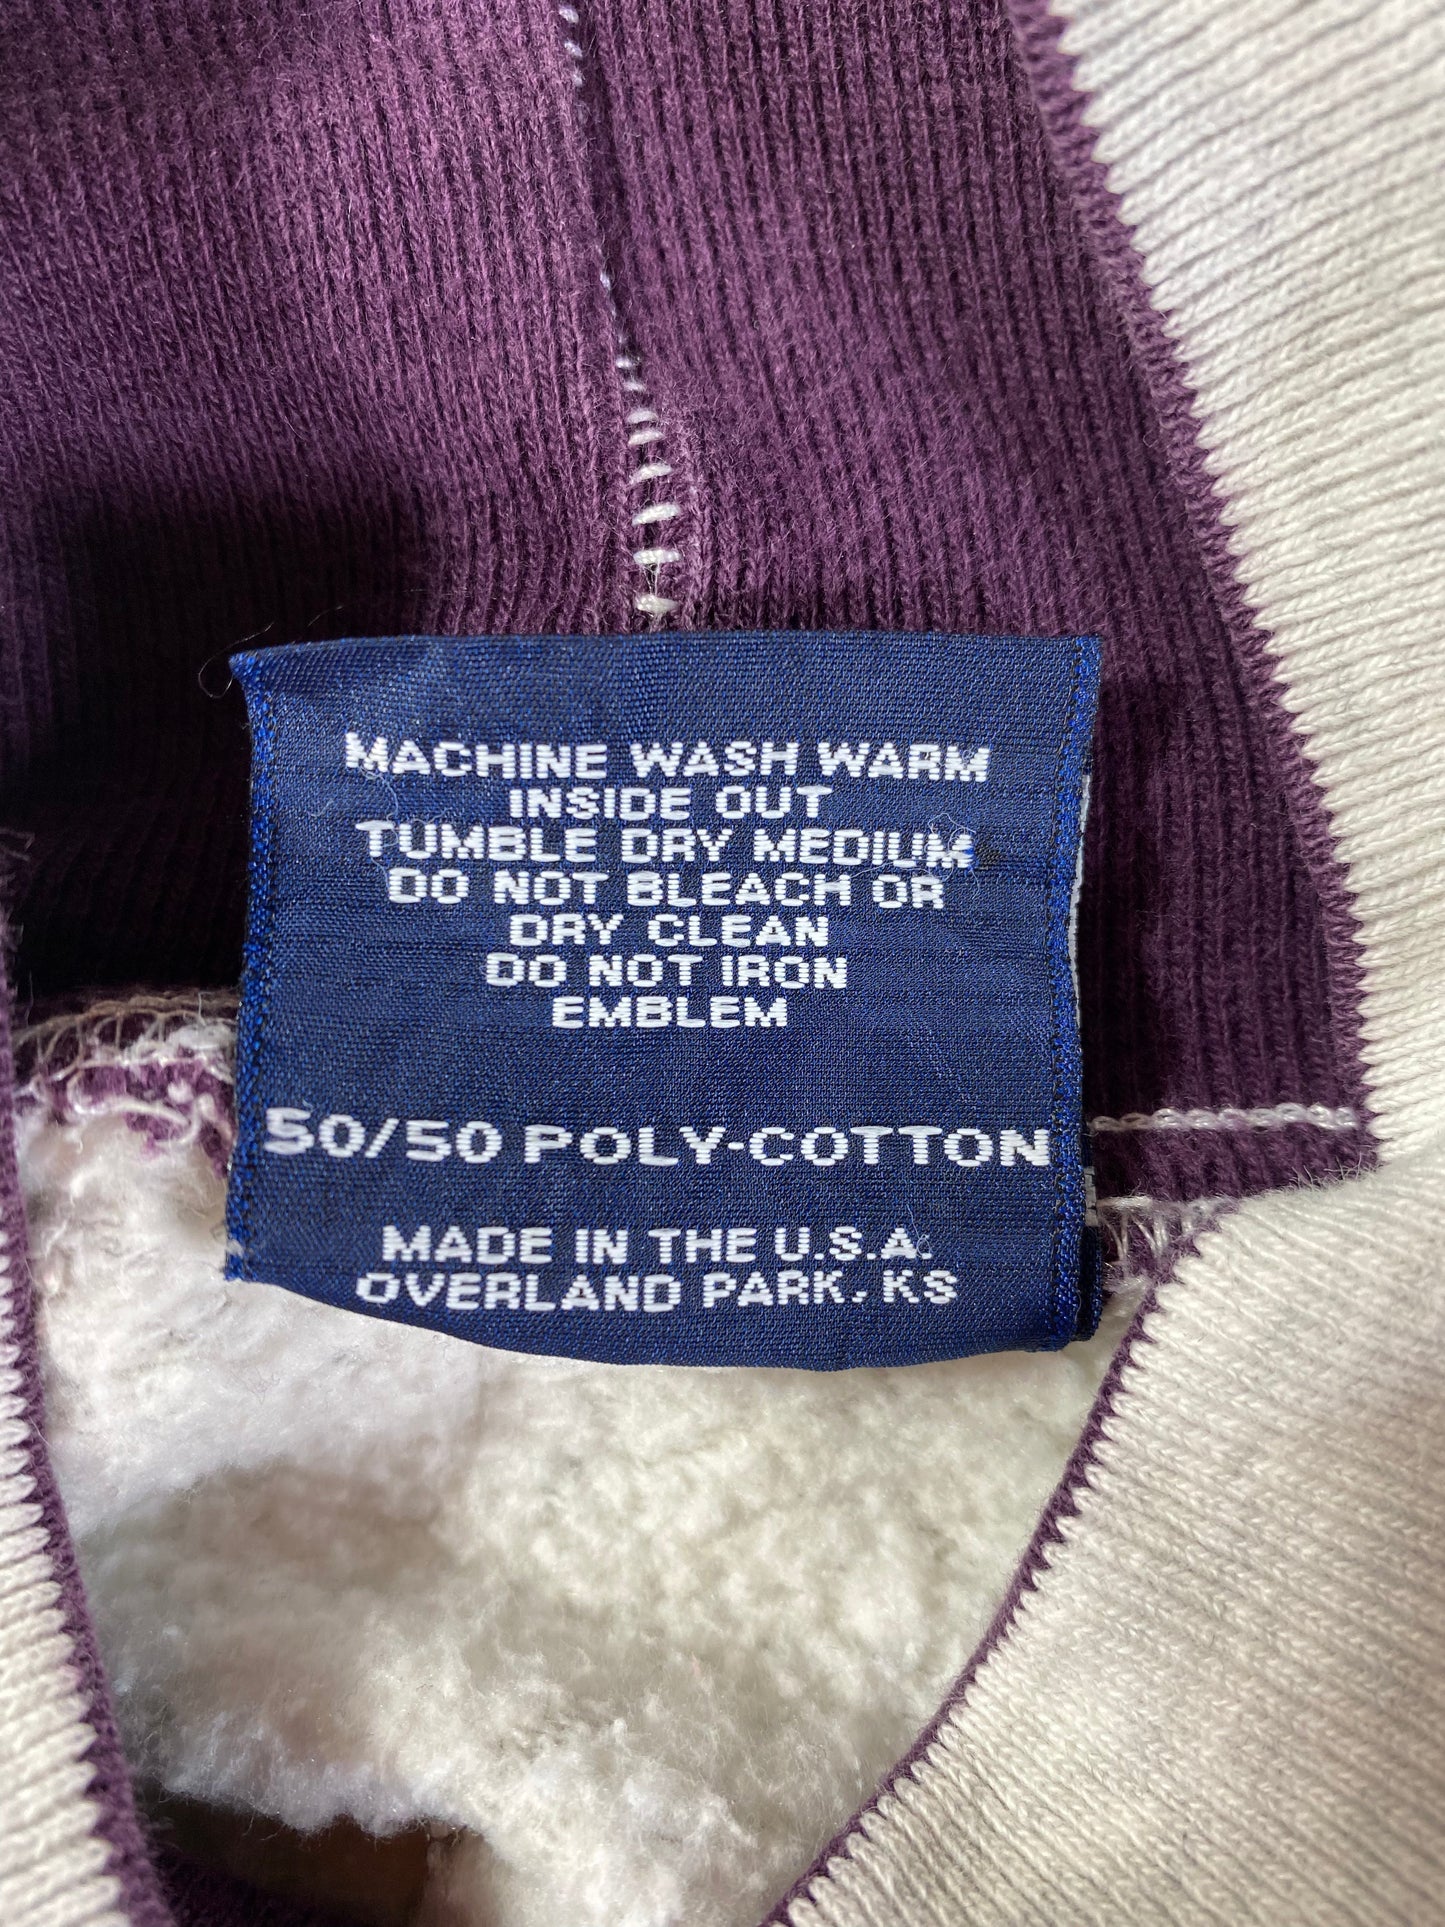 MACHINE WASH WARM
INSIDE OUT
TUMBLE DRY MEDIUM
DO NOT BLEACH OR
DRY CLEAN
DO NOT IRON
EMBLEM
50/50 POLY-COTTON
MADE IN THE U.S.A.
OVERLAND PARK, KS